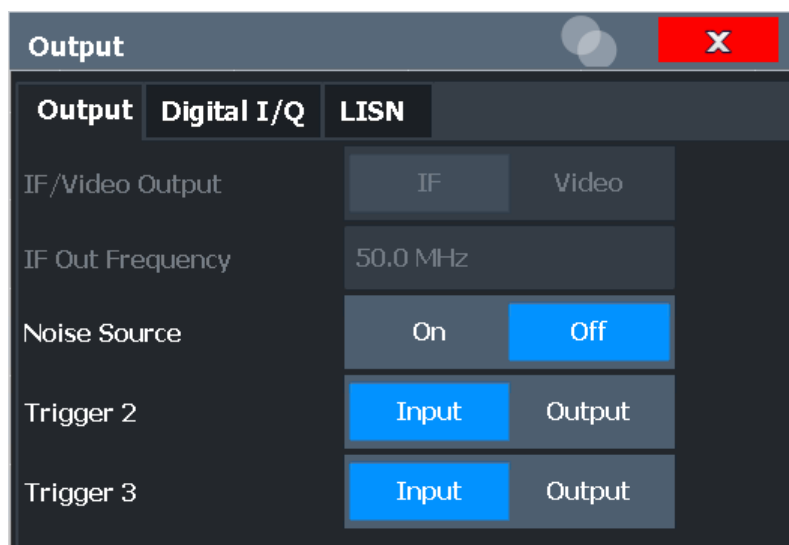 Output X
Output Digital I/Q LISN
IF/Video Output IF Video
IF Out Frequency 50.0 MHz
Noise Source On Off
Trigger 2 Input Output
Trigger 3 Input Output